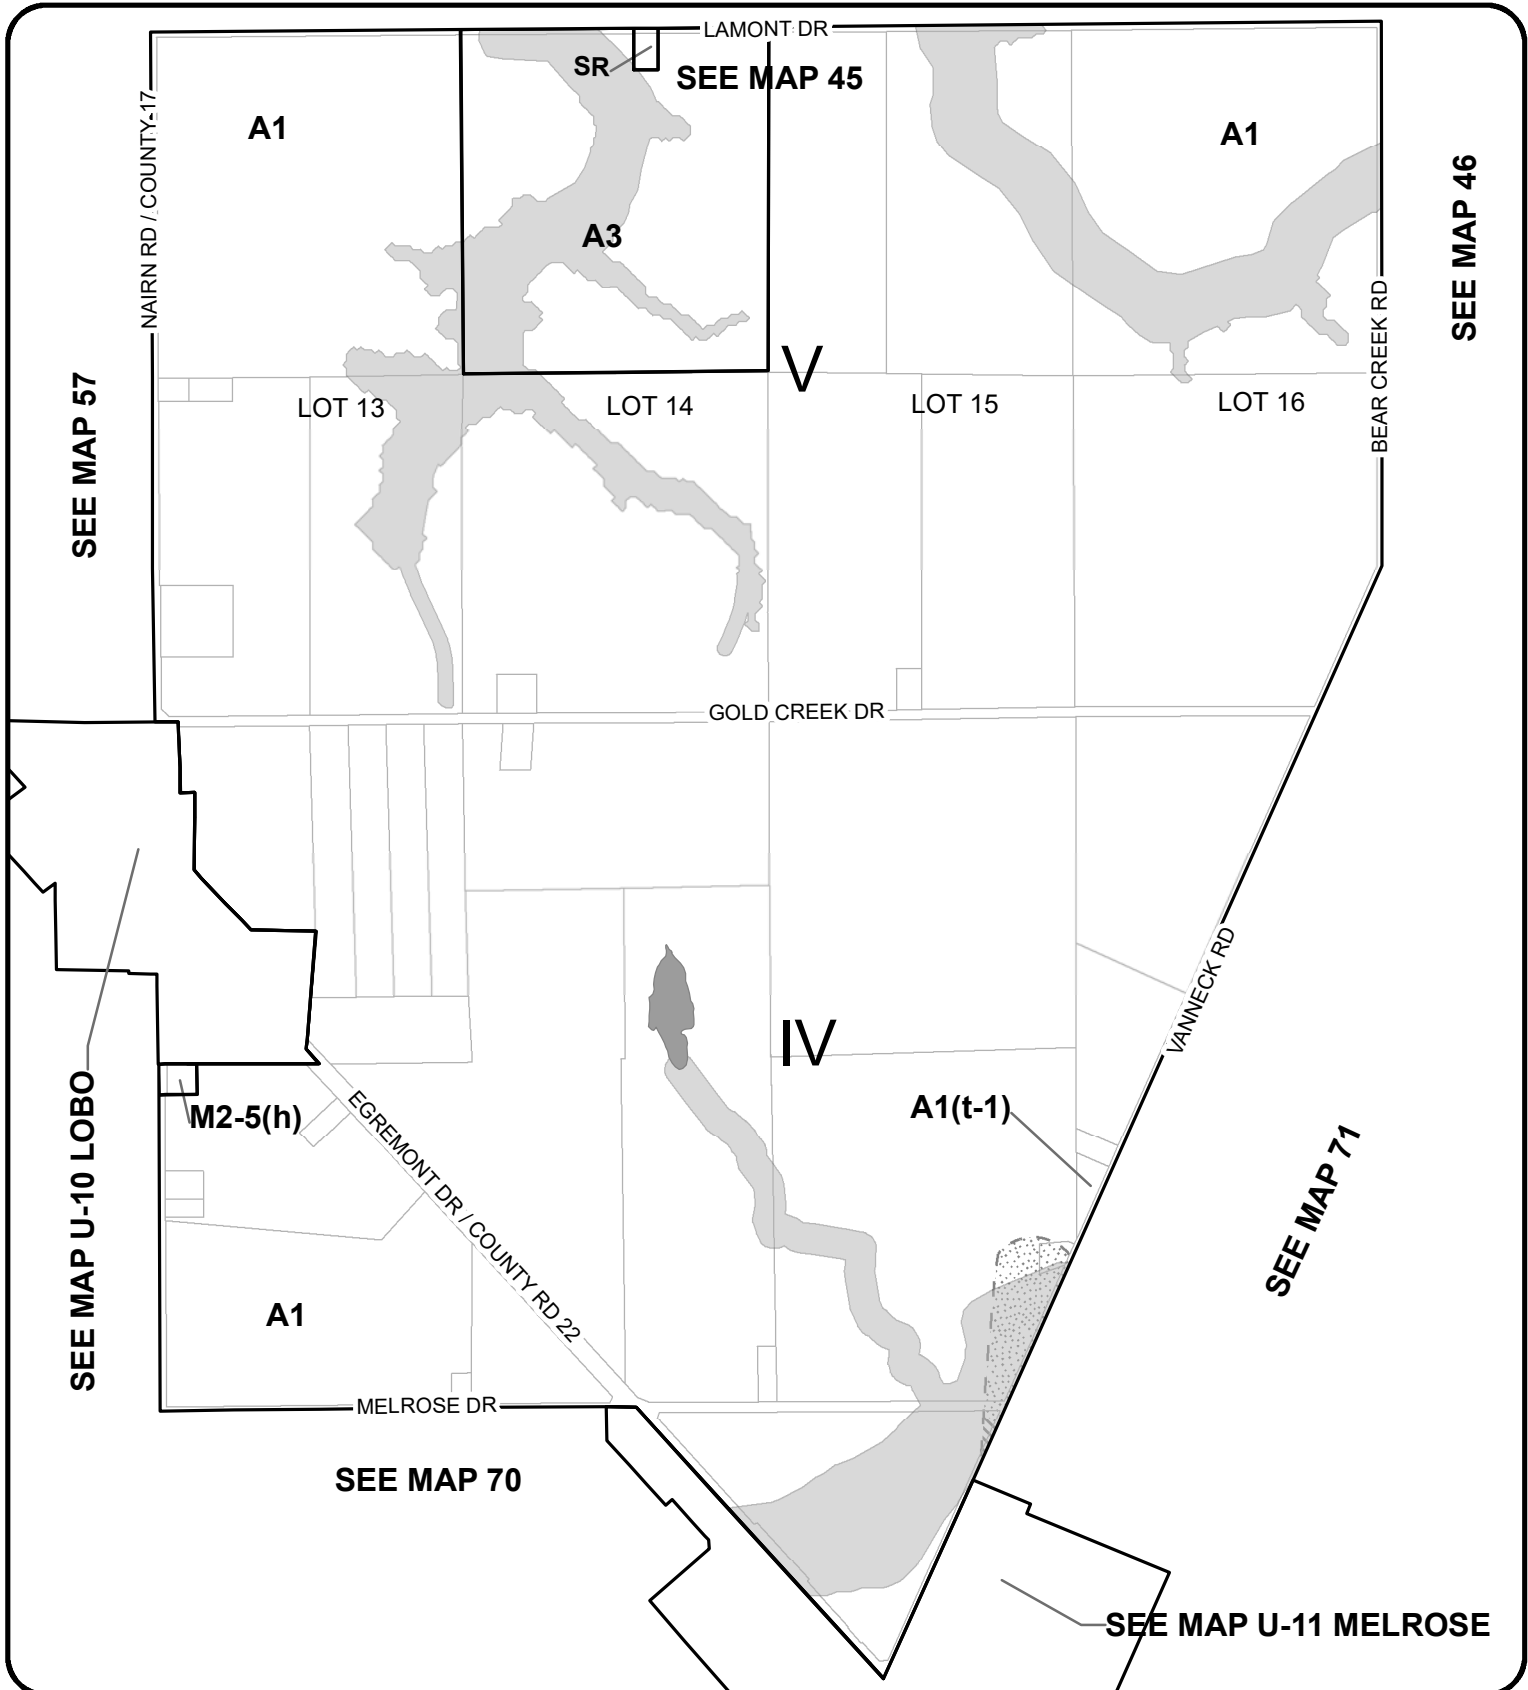 LAMONT DR
SR
SEE MAP 45
A1
A1
NAIRN RD / COUNTY 17
SEE MAP 46
A3
BEAR CREEK RD
V
SEE MAP 57
LOT 13
LOT 14
LOT 15
LOT 16
GOLD CREEK DR
VANNECK RD
IV
SEE MAP U-10 LOBO
M2-5(h)
A1(t-1)
EGREMONT DR / COUNTY RD 22
SEE MAP 71
A1
MELROSE DR
SEE MAP 70
SEE MAP U-11 MELROSE